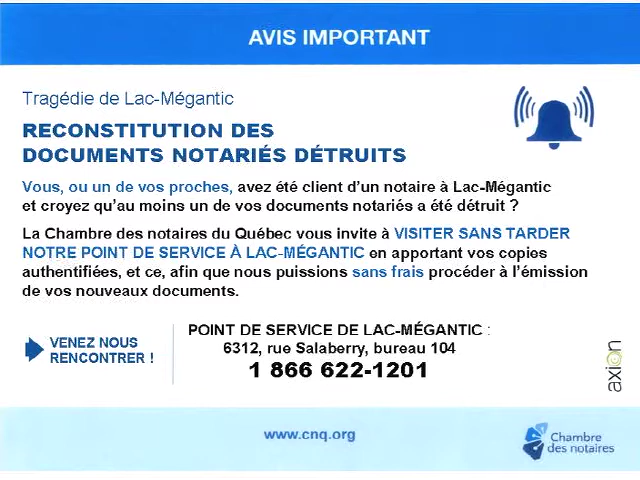 AVIS IMPORTANT
Tragédie de Lac-Mégantic
RECONSTITUTION DES
DOCUMENTS NOTARIÉS DÉTRUITS
Vous, ou un de vos proches, avez été client d'un notaire à Lac-Mégantic
et croyez qu'au moins un de vos documents notariés a été détruit ?
La Chambre des notaires du Québec vous invite à VISITER SANS TARDER
NOTRE POINT DE SERVICE À LAC-MÉGANTIC en apportant vos copies
authentifiées, et ce, afin que nous puissions sans frais procéder à l'émission
de vos nouveaux documents.
VENEZ NOUS
RENCONTRER !
POINT DE SERVICE DE LAC-MÉGANTIC :
6312, rue Salaberry, bureau 104
1 866 622-1201
axion
www.cnq.org
Chambre
des notaires